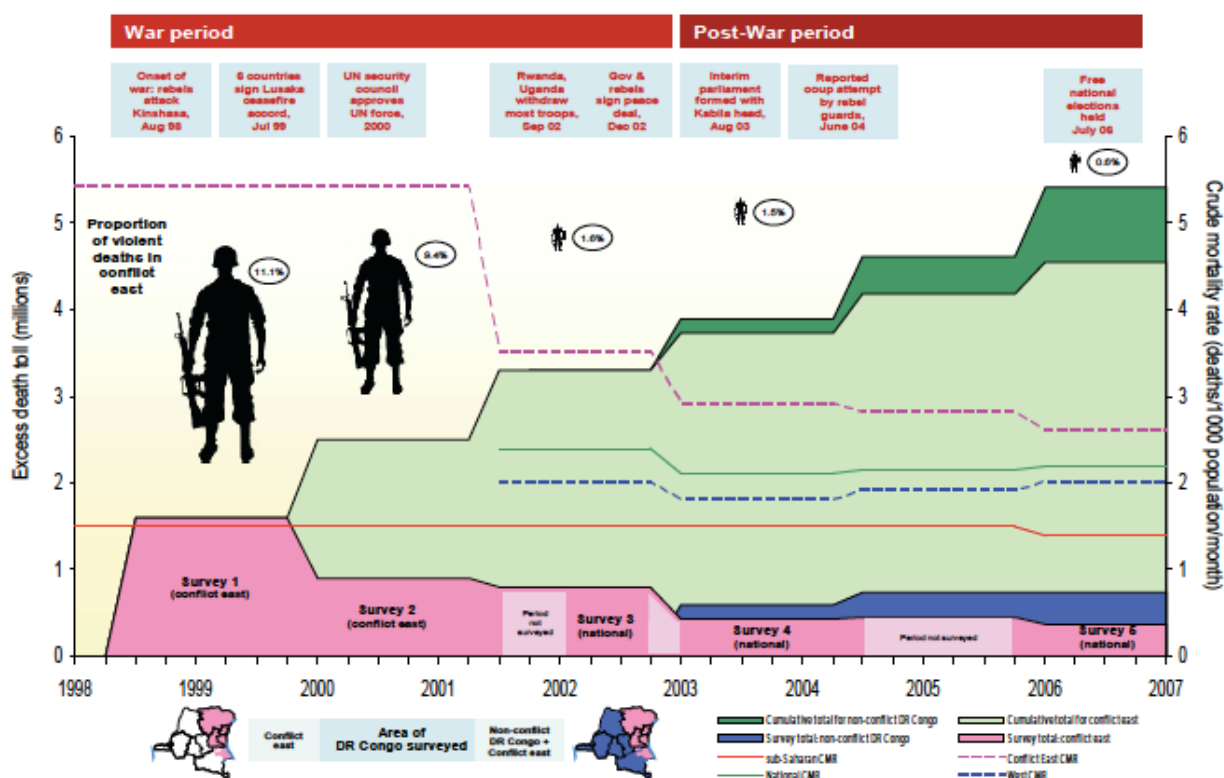 War period
Post-War period
Onset of
war: rebels
attack
Kinshasa,
Aug 98
6 countries
sign Lusaka
ceasefire
accord,
Jul 99
UN security
council
approves
UN force,
2000
Rwanda,
Uganda
withdraw
most troops,
Sep 02
Gov &
rebels
sign peace
deal,
Dec 02
Interim
parliament
formed with
Kabila head,
Aug 03
Reported
coup attempt
by rebel
guards,
June 04
Free
national
elections
held
July 06
6
5
4
3
2
1
0
Excess death toll (millions)
Proportion
of violent
deaths in
conflict
east
11.1%
9.4%
1.6%
1.5%
0.6%
Survey 1
(conflict east)
Survey 2
(conflict east)
Period
not
surveyed
Survey 3
(national)
Survey 4
(national)
Period not surveyed
Survey 5
(national)
6
5
4
3
2
1
0
Crude mortality rate (deaths/1000 population/month)
1998 1999 2000 2001 2002 2003 2004 2005 2006 2007
Conflict
east
Area of
DR Congo surveyed
Non-conflict
DR Congo +
Conflict east
Cumulative total for non-conflict DR Congo
Cumulative total for conflict east
Survey total: non-conflict DR Congo
Survey total: conflict east
sub-Saharan CMR
Conflict East CMR
National CMR
West CMR